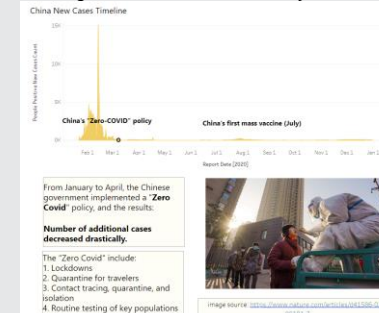 China New Cases Timeline
15K
10K
5K
0K
People Positive New Cases Count
China's "Zero-COVID" policy
China's first mass vaccine (July)
Feb 1 Mar 1 Apr 1 May 1 Jun 1 Jul 1 Aug 1 Sep 1 Oct 1 Nov 1 Dec 1 Jan 1
Report Date [2020]
From January to April, the Chinese
government implemented a "Zero
Covid" policy, and the results:
Number of additional cases
decreased drastically.
The "Zero Covid" include:
1. Lockdowns
2. Quarantine for travelers
3. Contact tracing, quarantine, and
isolation
4. Routine testing of key populations
image source: https://www.nature.com/articles/d41586-0